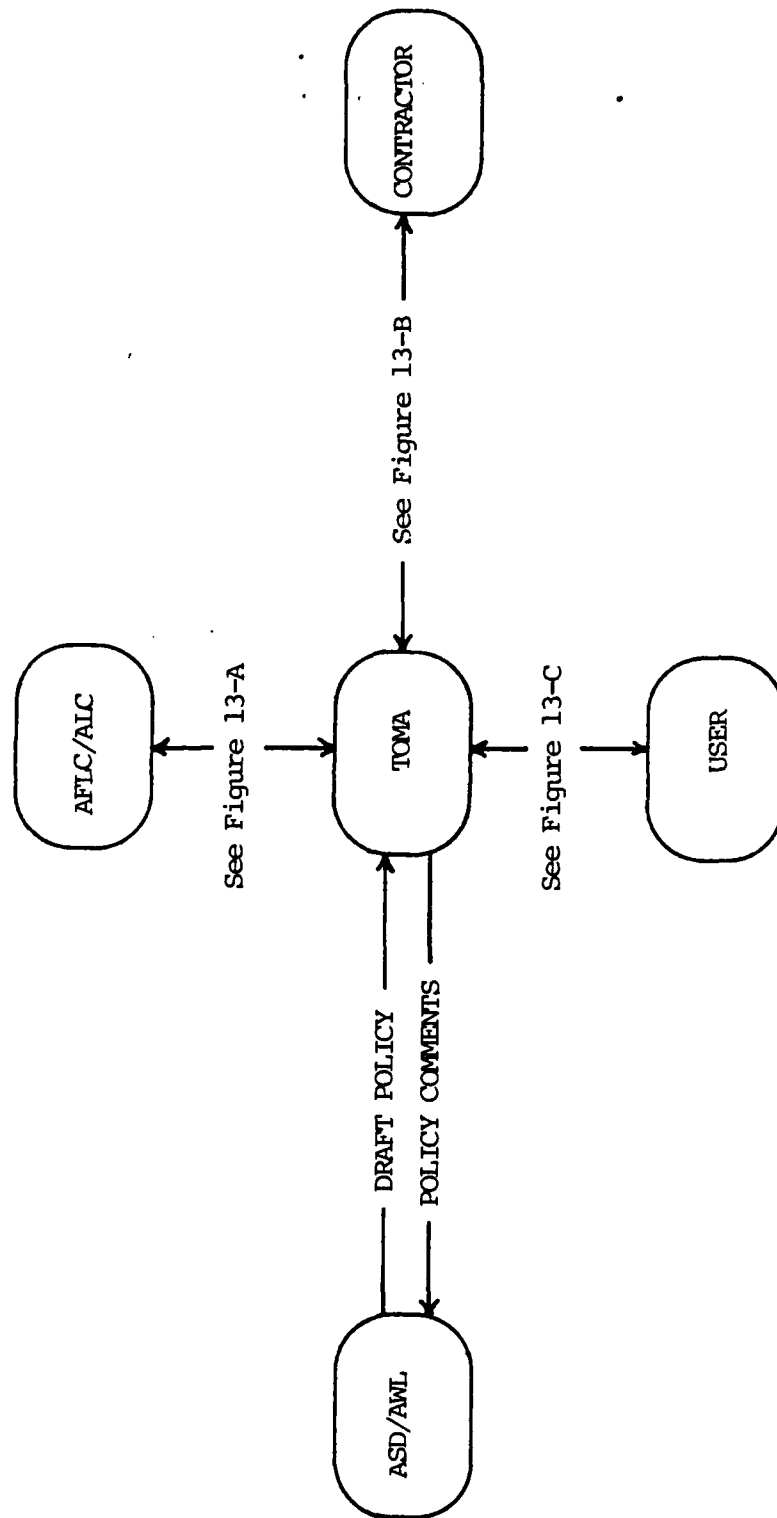 AFLC/ALC
See Figure 13-A
ASD/AWL
DRAFT POLICY
POLICY COMMENTS
TOMA
See Figure 13-B
CONTRACTOR
See Figure 13-C
USER